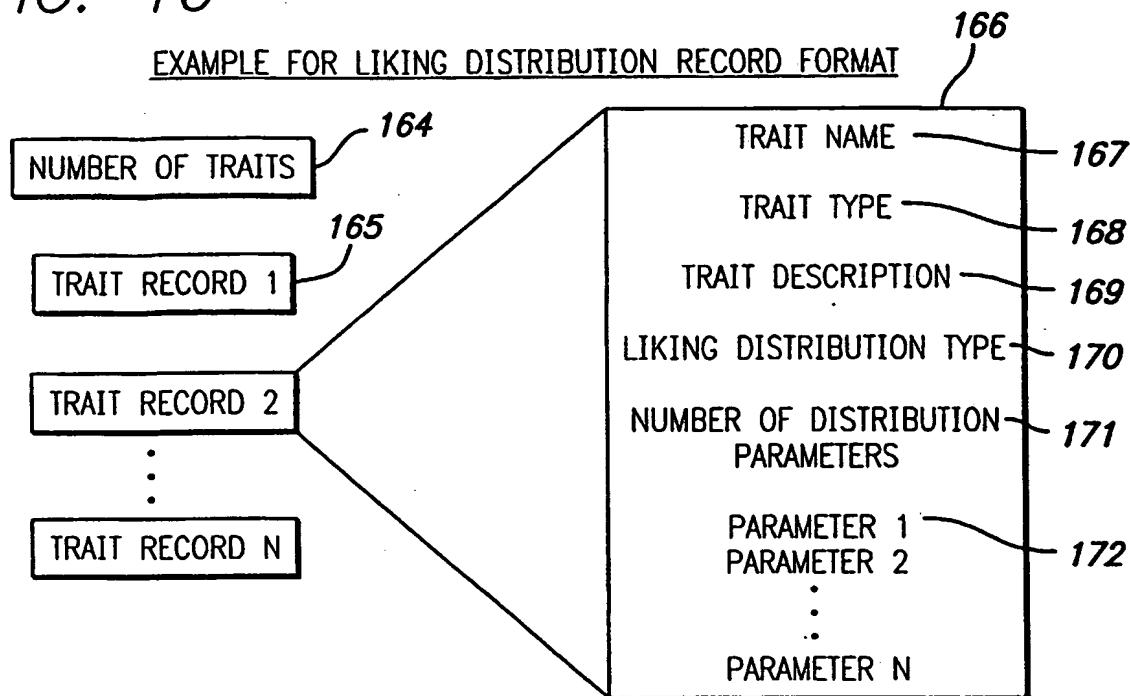 EXAMPLE FOR LIKING DISTRIBUTION RECORD FORMAT
166
NUMBER OF TRAITS
164
TRAIT RECORD 1
165
TRAIT RECORD 2
TRAIT RECORD N
TRAIT NAME
167
TRAIT TYPE
168
TRAIT DESCRIPTION
169
LIKING DISTRIBUTION TYPE
170
NUMBER OF DISTRIBUTION
PARAMETERS
171
PARAMETER 1
172
PARAMETER 2
PARAMETER N